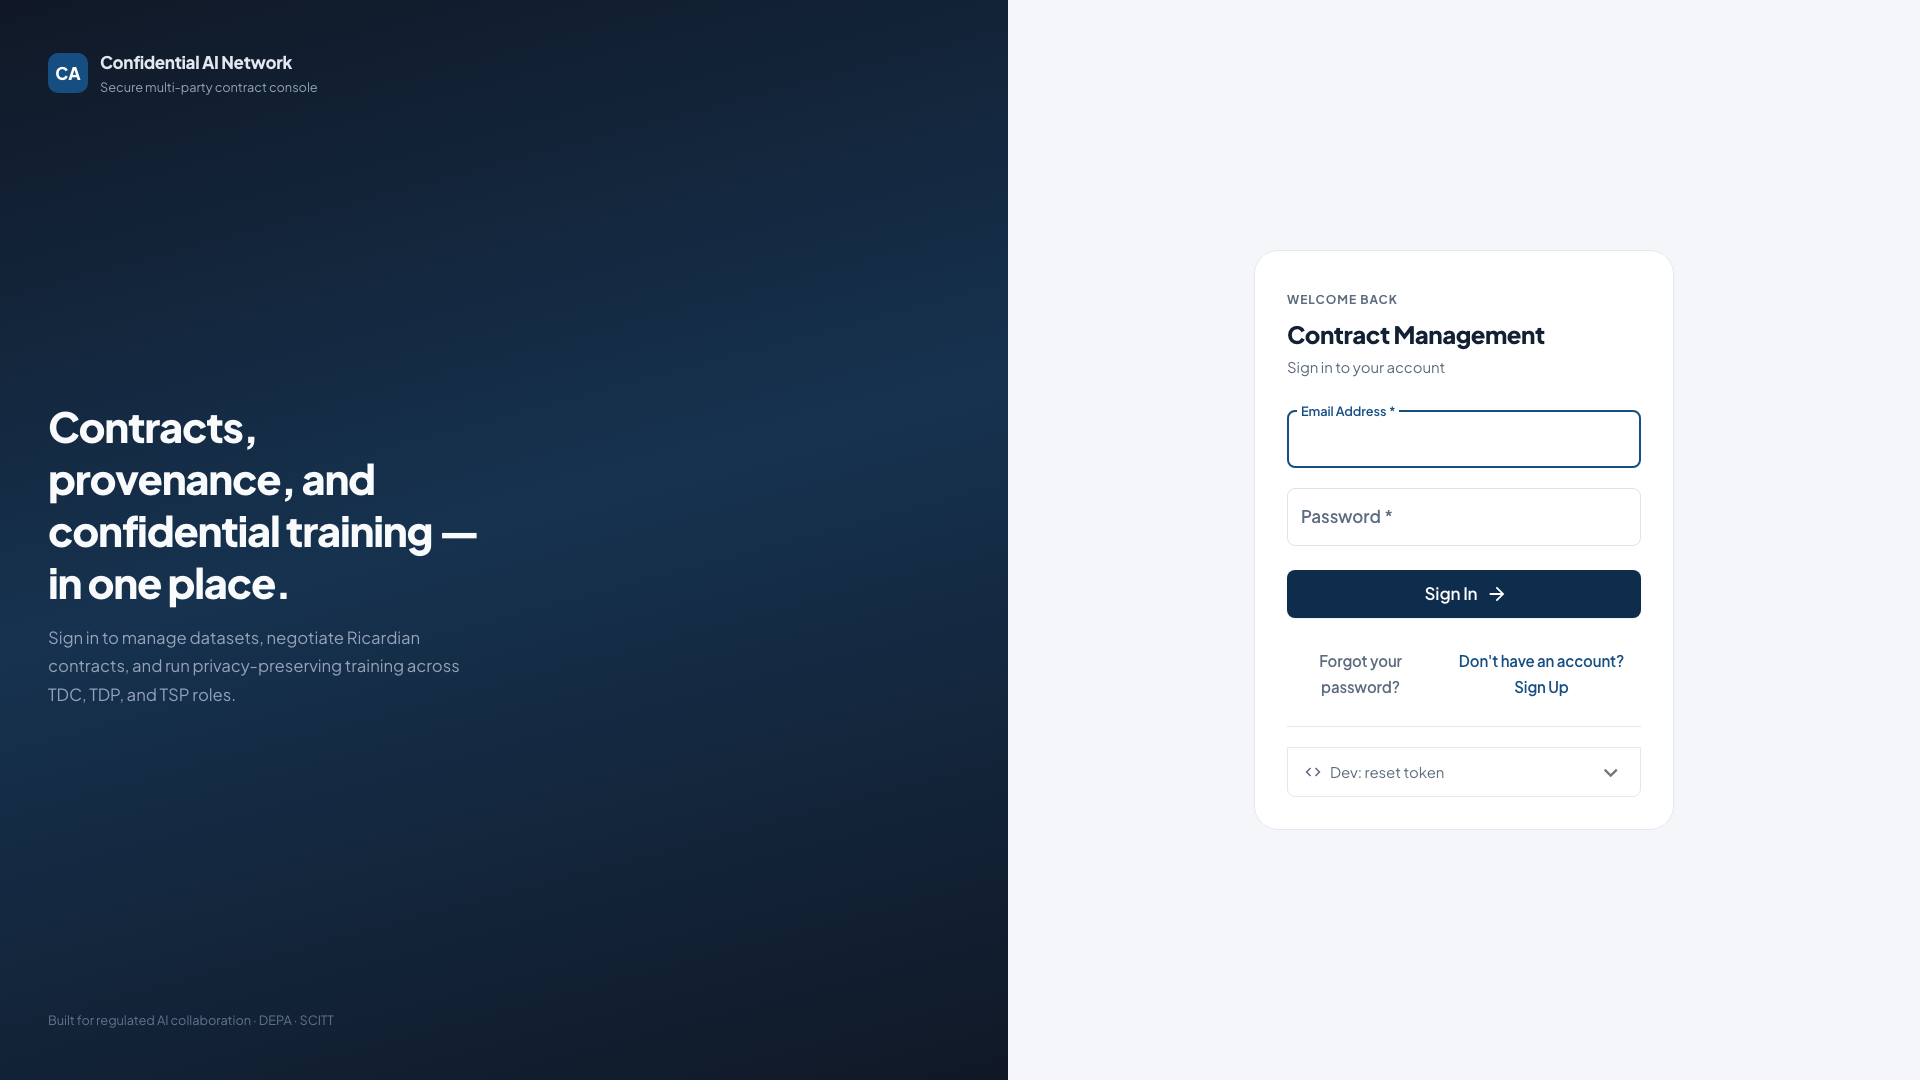 CA
Confidential AI Network
Secure multi-party contract console
Contracts,
provenance, and
confidential training —
in one place.
Sign in to manage datasets, negotiate Ricardian
contracts, and run privacy-preserving training across
TDC, TDP, and TSP roles.
Built for regulated AI collaboration · DEPA · SCITT
WELCOME BACK
Contract Management
Sign in to your account
Email Address *
Password *
Sign In →
Forgot your
password?
Don't have an account?
Sign Up
<> Dev: reset token